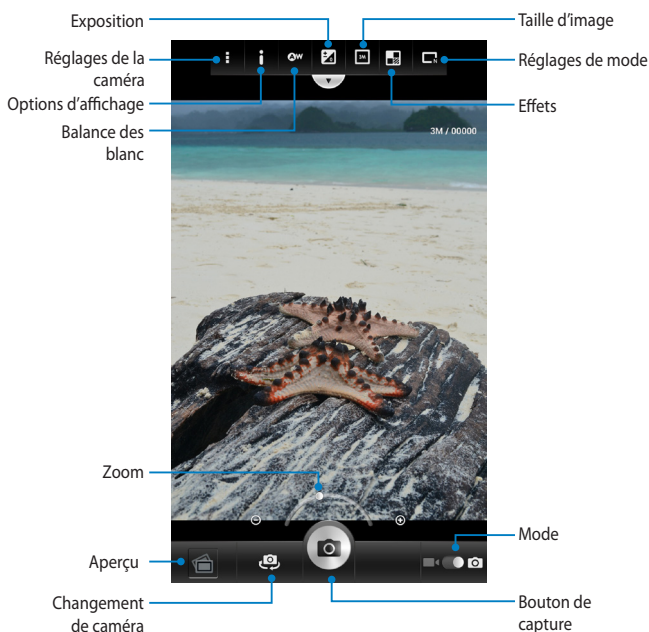 Exposition
Taille d'image
Réglages de la
caméra
Réglages de mode
Options d'affichage
Effets
Balance des
blanc
3M
3M / 00000
Zoom
Mode
Aperçu
Changement
de caméra
Bouton de
capture